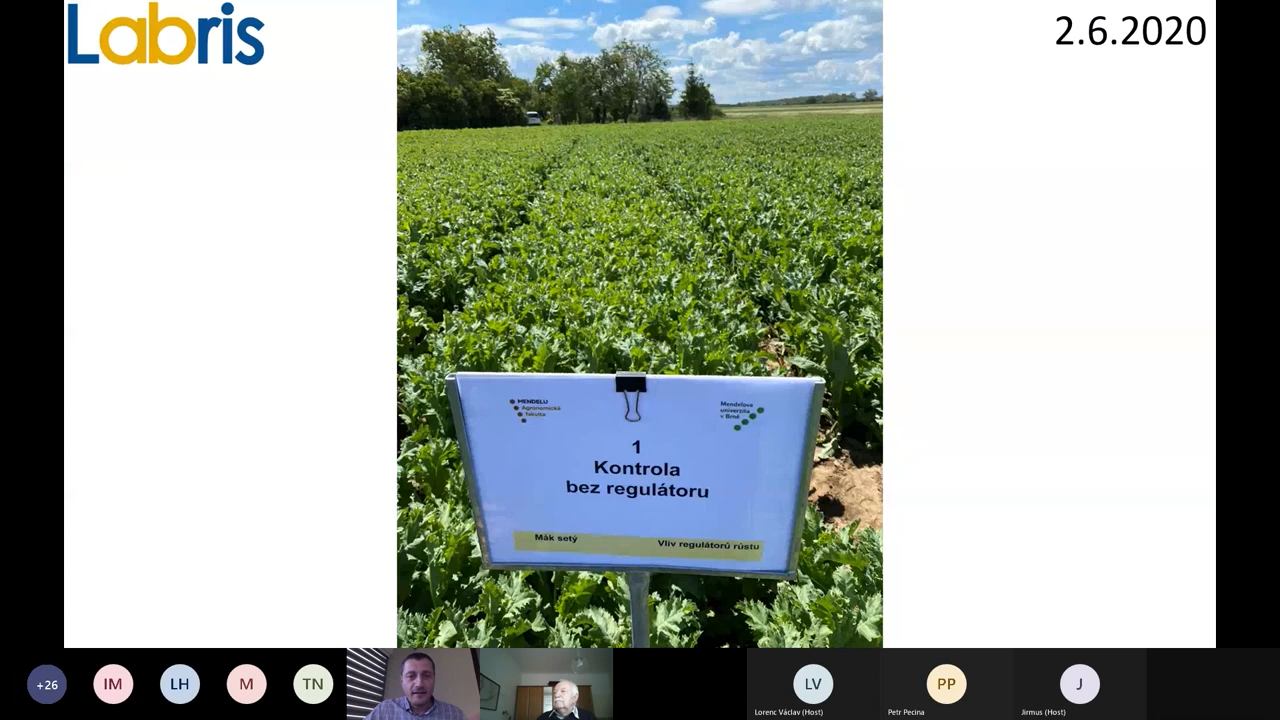 Labris
2.6.2020
MENDELU
Agronomická
fakulta
Mendelova
univerzita
v Brně
1
Kontrola
bez regulátoru
Mák setý
Vliv regulátorů růstu
+26
IM
LH
M
TN
LV
PP
J
Lorenc Václav (Host)
Petr Pecina
Jirmus (Host)